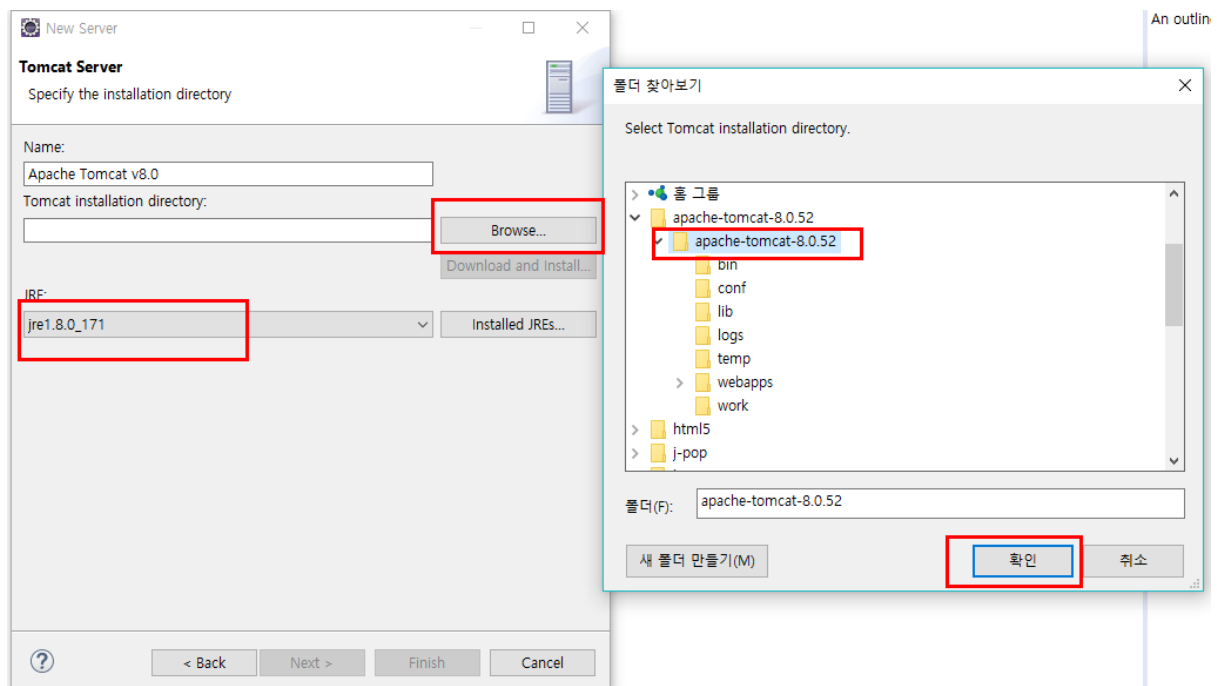 New Server
Tomcat Server
Specify the installation directory
Name:
Apache Tomcat v8.0
Tomcat installation directory:
Browse...
Download and Install...
JRE:
jre1.8.0_171
Installed JREs...
< Back
Next >
Finish
Cancel
An outlin
폴더 찾아보기
Select Tomcat installation directory.
홈 그룹
apache-tomcat-8.0.52
apache-tomcat-8.0.52
bin
conf
lib
logs
temp
webapps
work
html5
j-pop
폴더(F):
apache-tomcat-8.0.52
새 폴더 만들기(M)
확인
취소